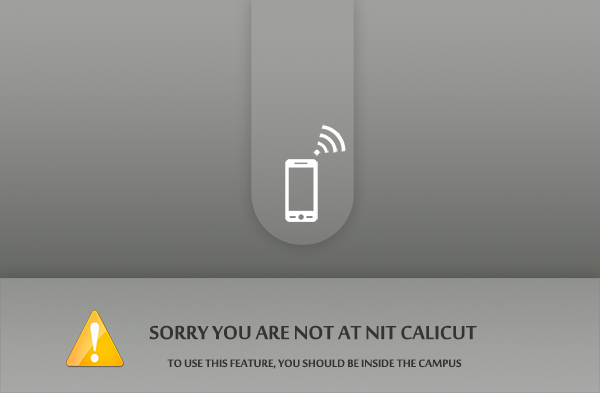 SORRY YOU ARE NOT AT NIT CALICUT
TO USE THIS FEATURE, YOU SHOULD BE INSIDE THE CAMPUS